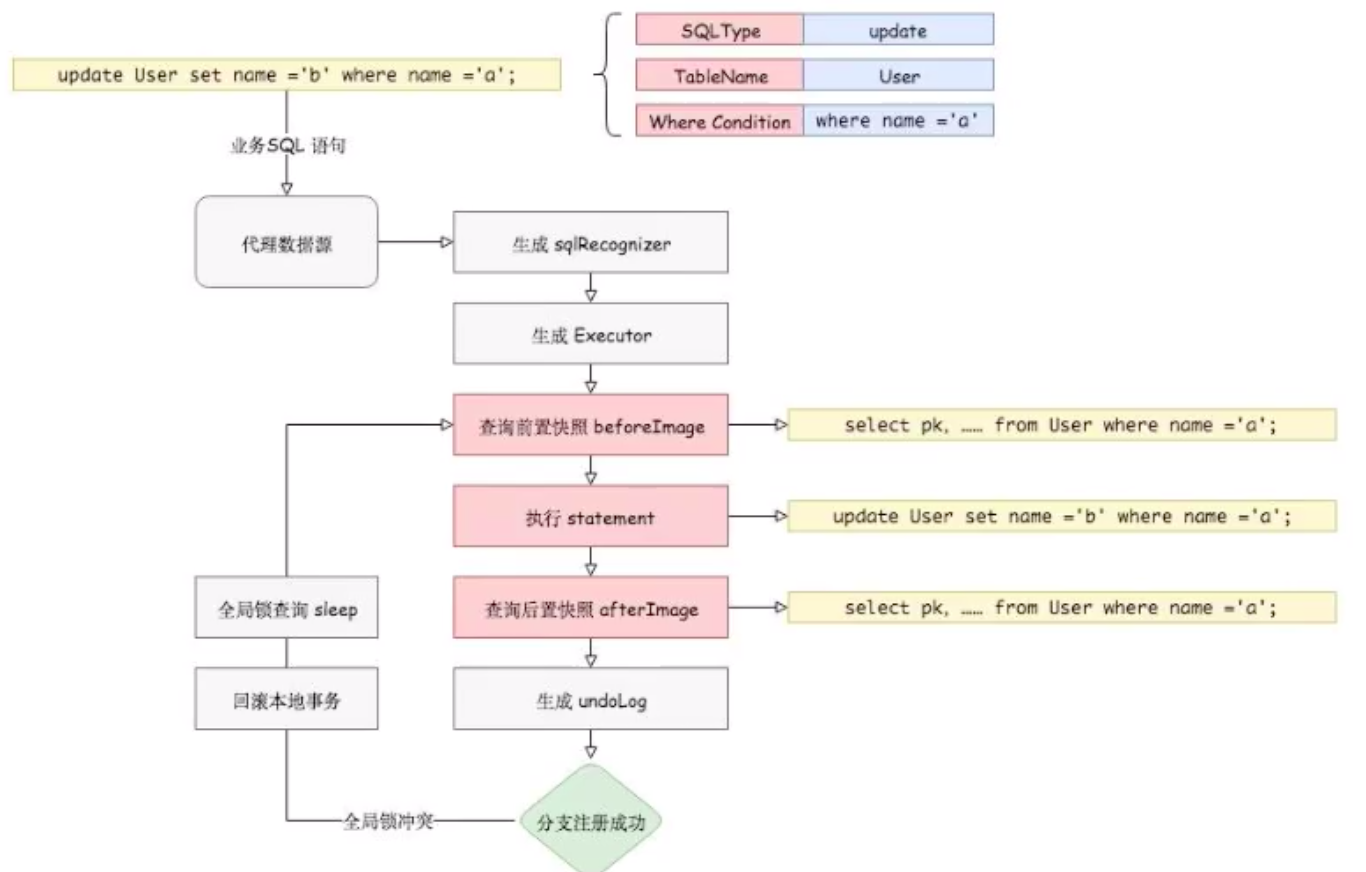 SQLType update
update User set name ='b' where name ='a';
TableName User
Where Condition where name ='a'
业务SQL 语句
代理数据源
生成 sqlRecognizer
生成 Executor
查询前置快照 beforeImage
select pk, …… from User where name ='a';
执行 statement
update User set name ='b' where name ='a';
全局锁查询 sleep
查询后置快照 afterImage
select pk, …… from User where name ='a';
回滚本地事务
生成 undoLog
全局锁冲突
分支注册成功